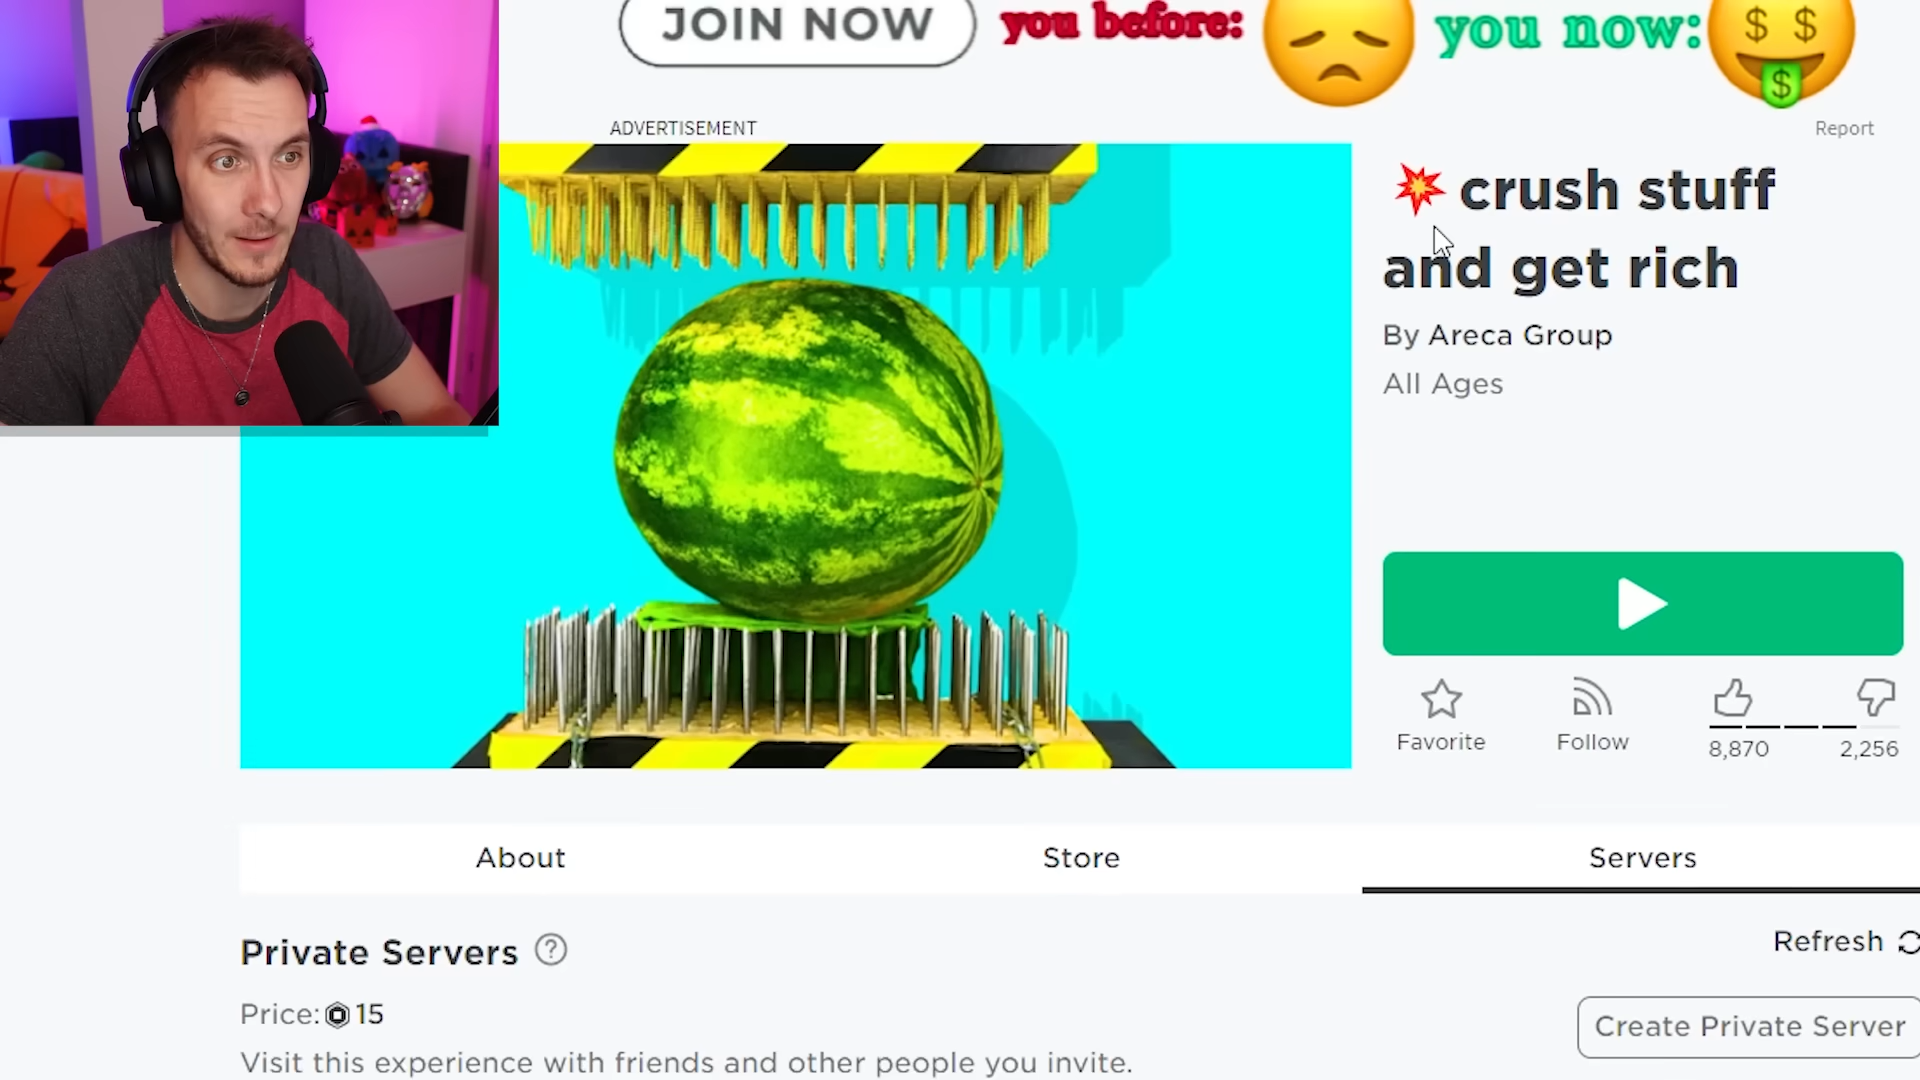 JOIN NOW
you before:
you now:
$ $
$
ADVERTISEMENT
Report
crush stuff
and get rich
By Areca Group
All Ages
Favorite
Follow
8,870
2,256
About
Store
Servers
Private Servers ?
Refresh
Price: 15
Create Private Server
Visit this experience with friends and other people you invite.